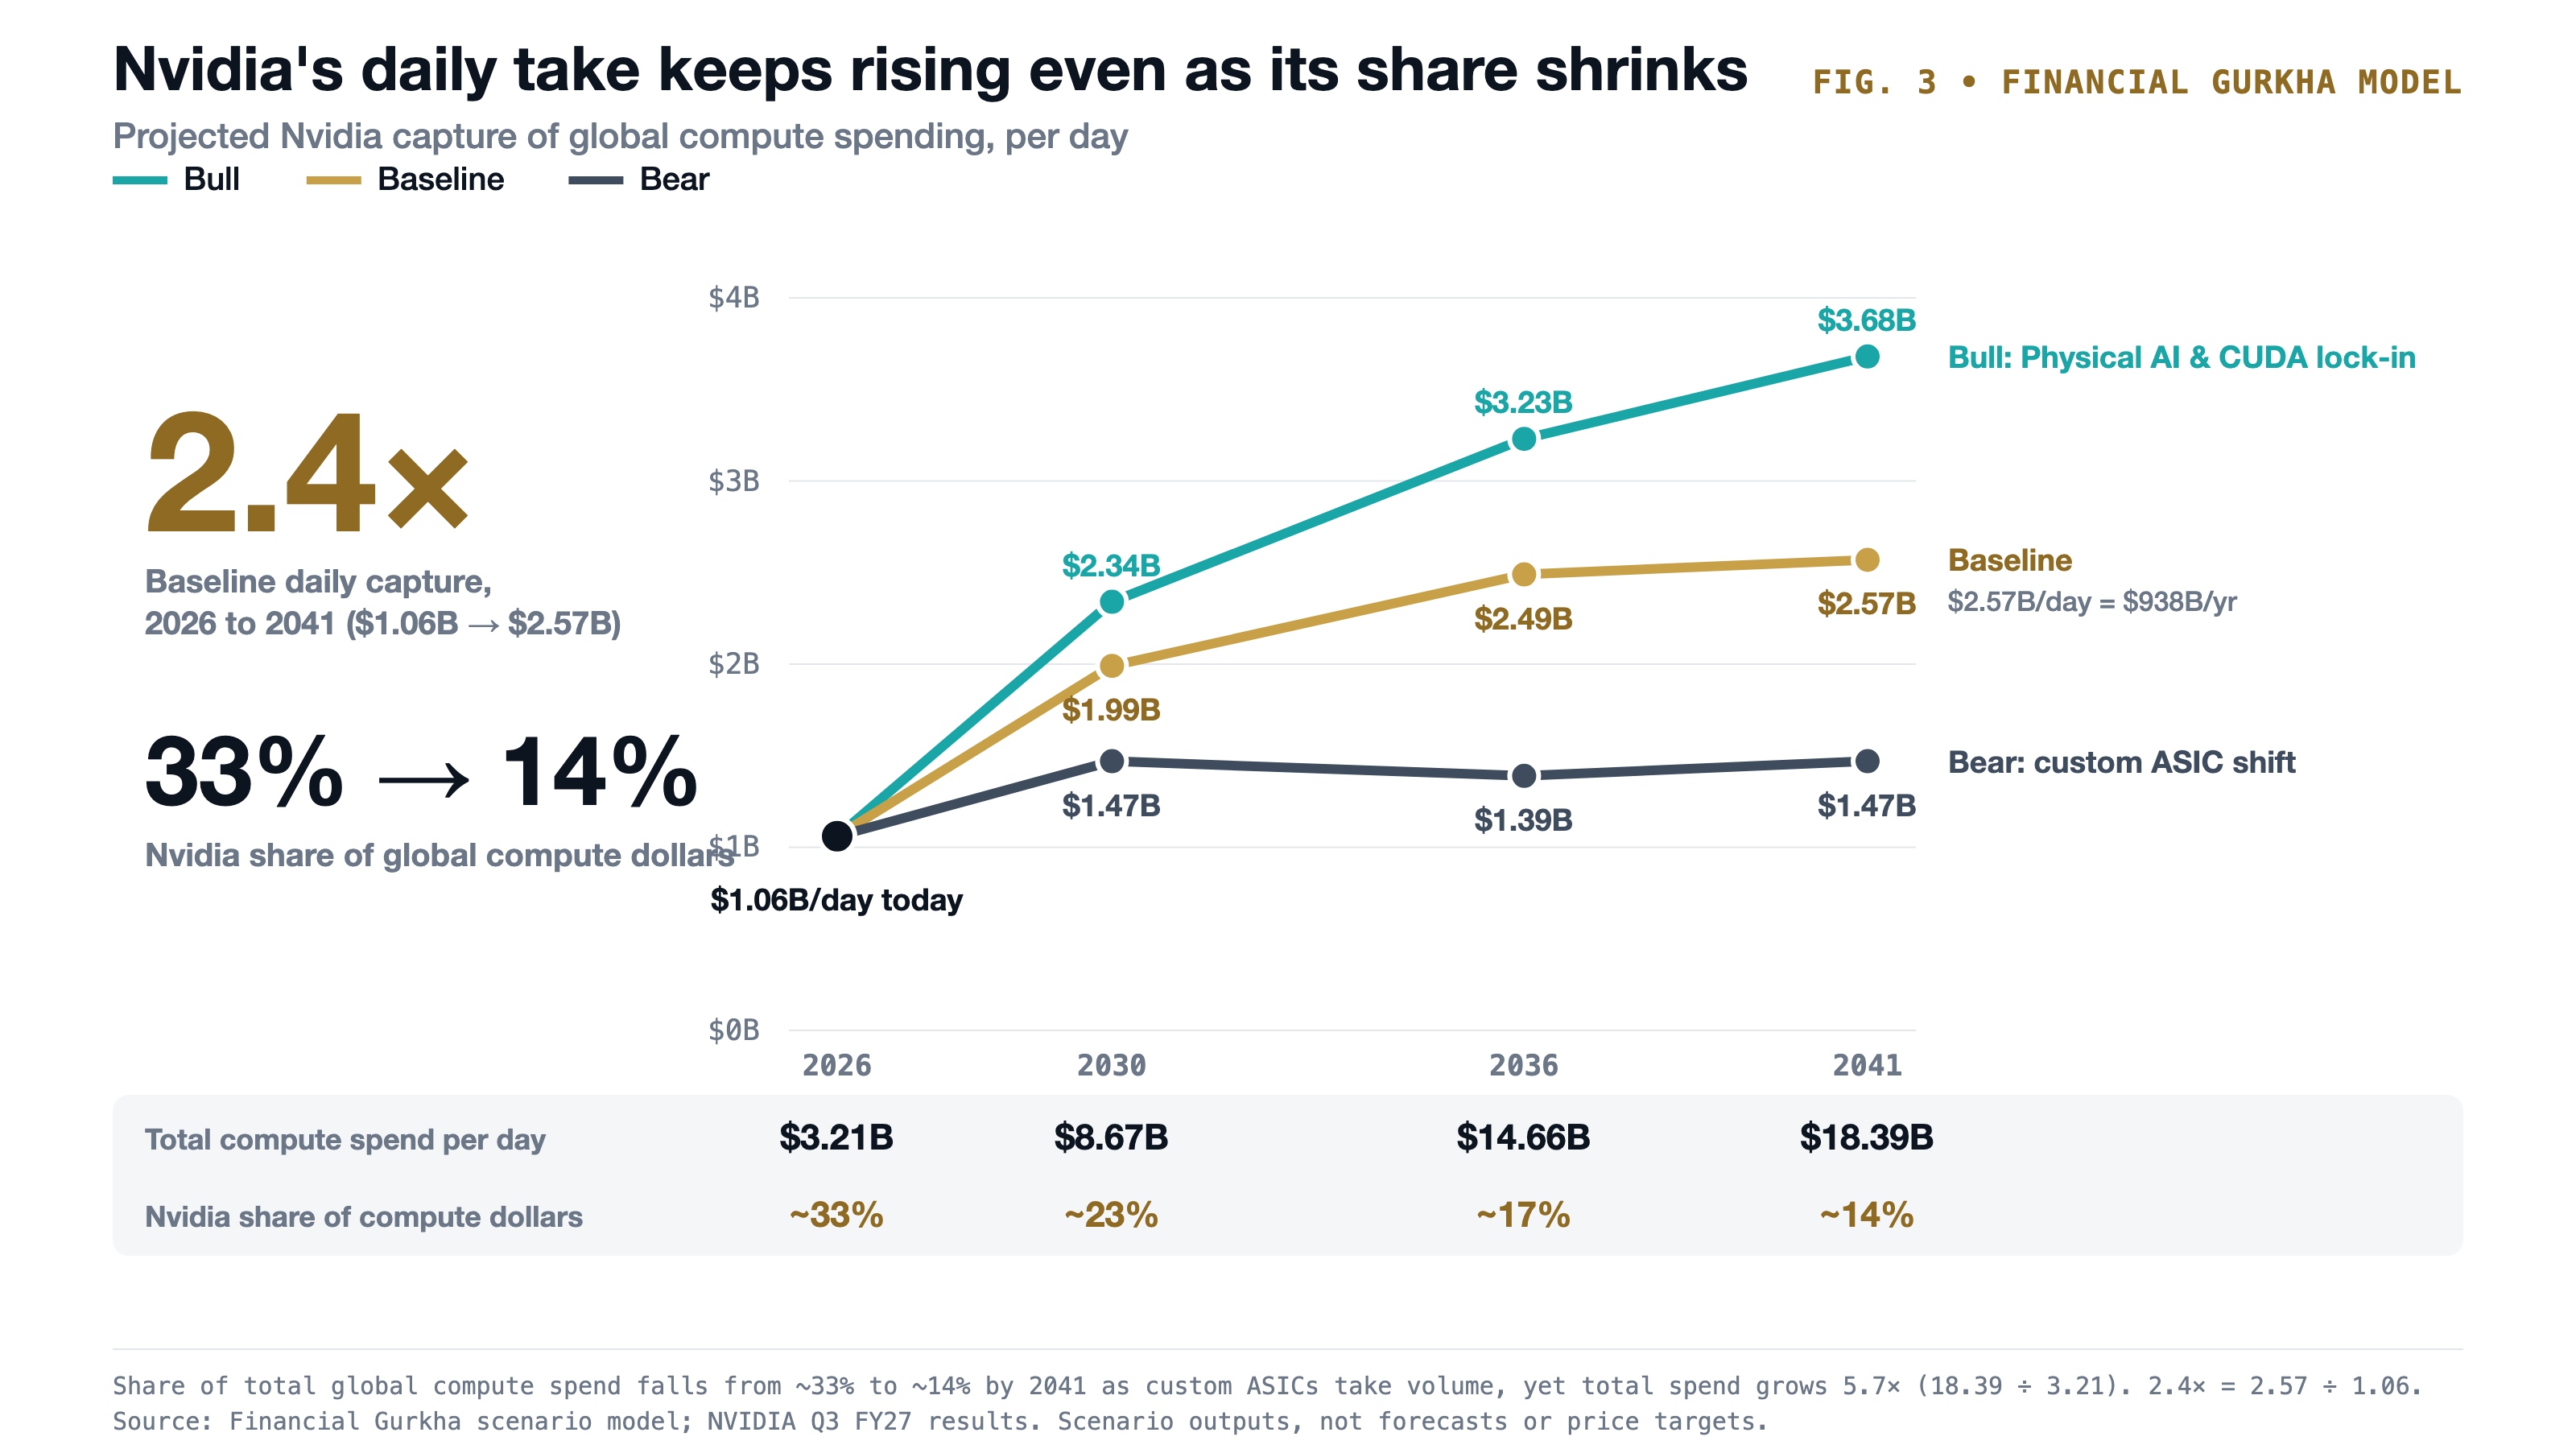 Nvidia's daily take keeps rising even as its share shrinks
FIG. 3 • FINANCIAL GURKHA MODEL
Projected Nvidia capture of global compute spending, per day
Bull Baseline Bear
2.4×
Baseline daily capture,
2026 to 2041 ($1.06B → $2.57B)
33% → 14%
Nvidia share of global compute dollars
$4B
$3B
$2B
$1B
$0B
$3.68B
$3.23B
$2.34B
$2.57B
$2.49B
$1.99B
$1.47B
$1.39B
$1.47B
$1.06B/day today
Bull: Physical AI & CUDA lock-in
Baseline
$2.57B/day = $938B/yr
Bear: custom ASIC shift
2026 2030 2036 2041
Total compute spend per day $3.21B $8.67B $14.66B $18.39B
Nvidia share of compute dollars ~33% ~23% ~17% ~14%
Share of total global compute spend falls from ~33% to ~14% by 2041 as custom ASICs take volume, yet total spend grows 5.7× (18.39 ÷ 3.21). 2.4× = 2.57 ÷ 1.06.
Source: Financial Gurkha scenario model; NVIDIA Q3 FY27 results. Scenario outputs, not forecasts or price targets.